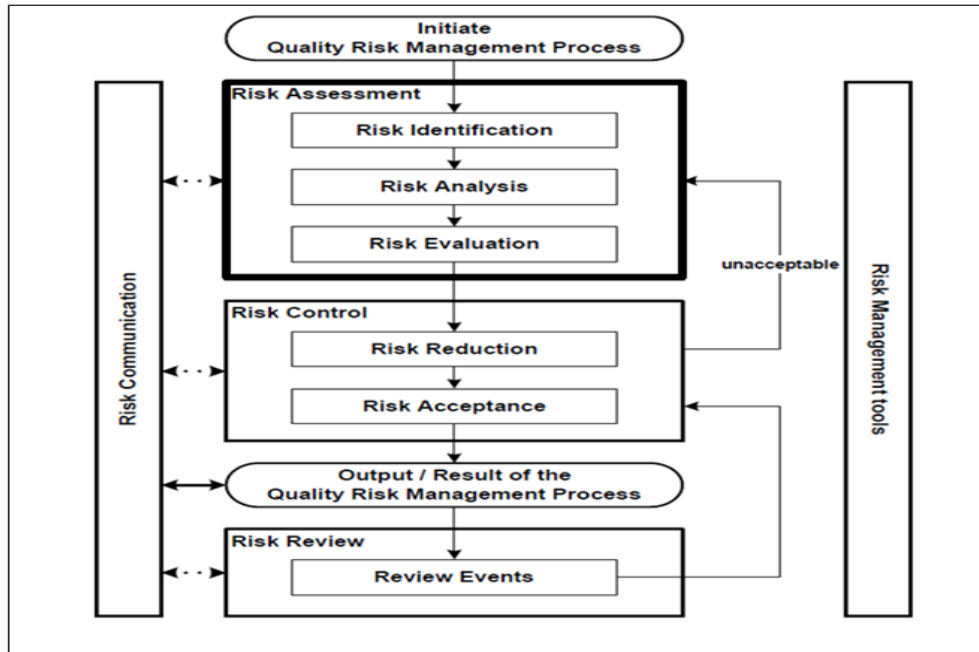 Initiate
Quality Risk Management Process
Risk Assessment
Risk Identification
Risk Analysis
Risk Evaluation
unacceptable
Risk Control
Risk Reduction
Risk Acceptance
Output / Result of the
Quality Risk Management Process
Risk Review
Review Events
Risk Communication
Risk Management tools